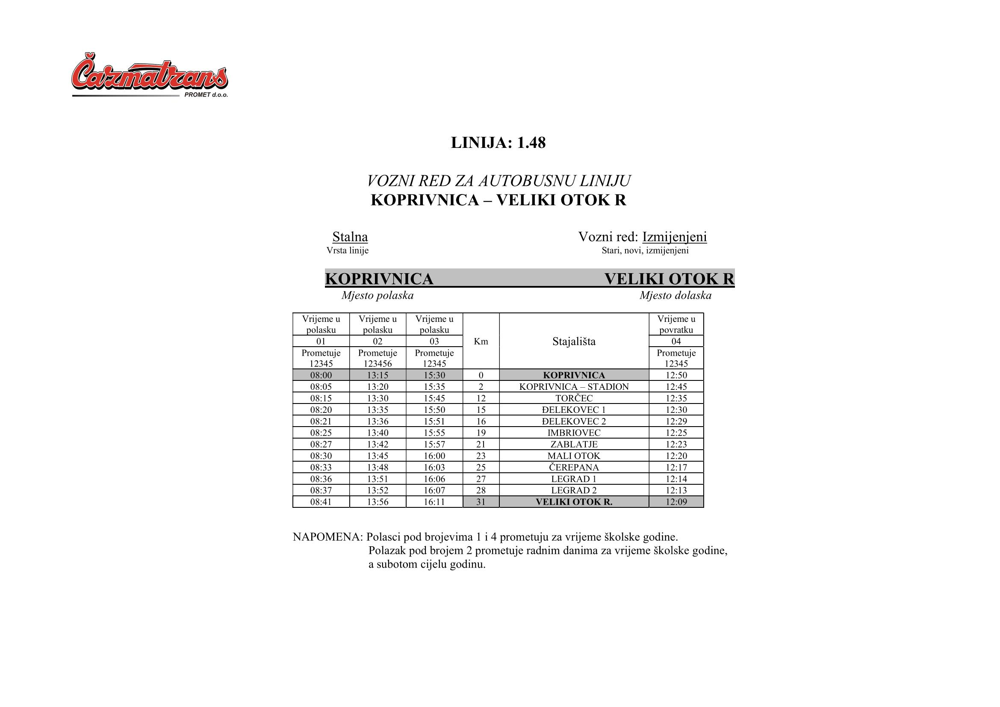 Čazmatrans
PROMET d.o.o.
LINIJA: 1.48
VOZNI RED ZA AUTOBUSNU LINIJU
KOPRIVNICA – VELIKI OTOK R
Stalna Vozni red: Izmijenjeni
Vrsta linije Stari, novi, izmijenjeni
KOPRIVNICA VELIKI OTOK R
Mjesto polaska Mjesto dolaska
Vrijeme u polasku Vrijeme u polasku Vrijeme u polasku Km Stajališta Vrijeme u povratku
01 02 03 04
Prometuje 12345 Prometuje 123456 Prometuje 12345 Prometuje 12345
08:00 13:15 15:30 0 KOPRIVNICA 12:50
08:05 13:20 15:35 2 KOPRIVNICA – STADION 12:45
08:15 13:30 15:45 12 TORČEC 12:35
08:20 13:35 15:50 15 ĐELEKOVEC 1 12:30
08:21 13:36 15:51 16 ĐELEKOVEC 2 12:29
08:25 13:40 15:55 19 IMBRIOVEC 12:25
08:27 13:42 15:57 21 ZABLATJE 12:23
08:30 13:45 16:00 23 MALI OTOK 12:20
08:33 13:48 16:03 25 ČEREPANA 12:17
08:36 13:51 16:06 27 LEGRAD 1 12:14
08:37 13:52 16:07 28 LEGRAD 2 12:13
08:41 13:56 16:11 31 VELIKI OTOK R. 12:09
NAPOMENA: Polasci pod brojevima 1 i 4 prometuju za vrijeme školske godine.
Polazak pod brojem 2 prometuje radnim danima za vrijeme školske godine,
a subotom cijelu godinu.